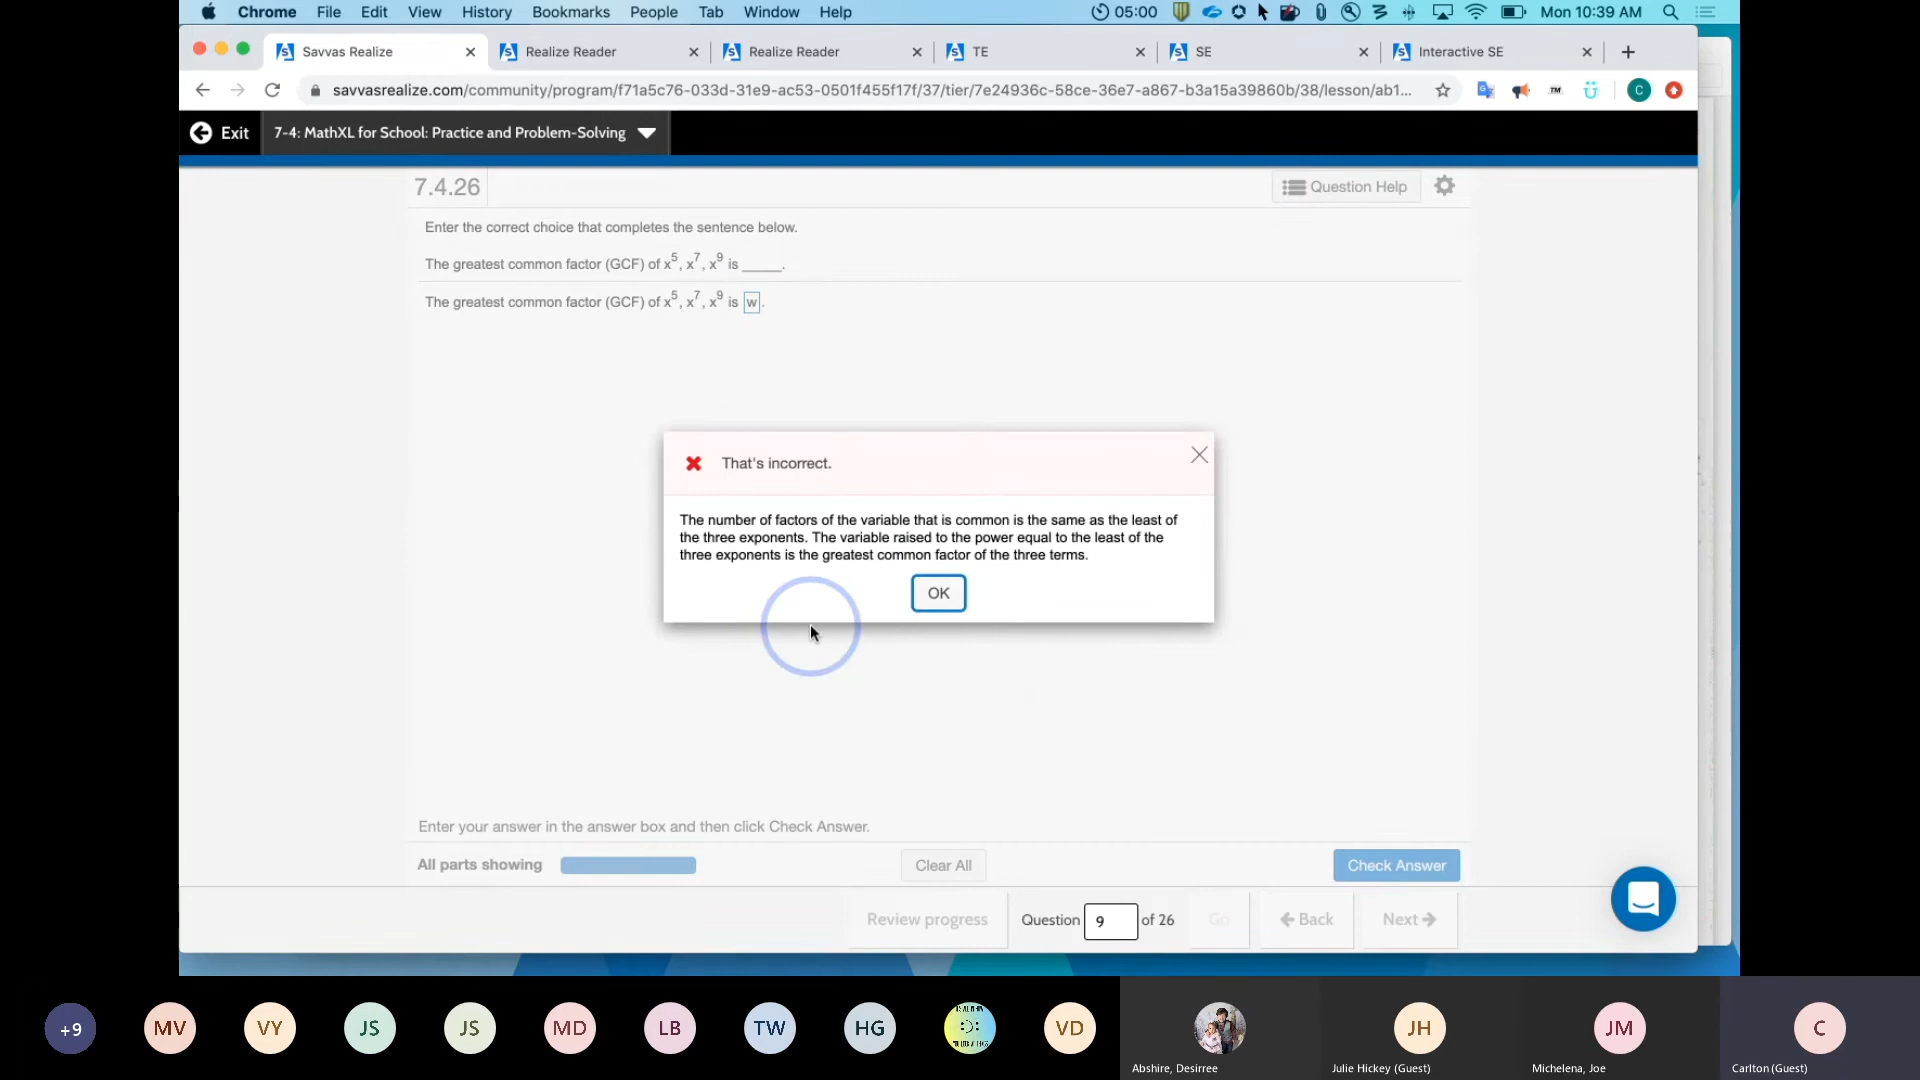 Chrome File Edit View History Bookmarks People Tab Window Help 05:00 Mon 10:39 AM
Savvas Realize Realize Reader Realize Reader TE SE Interactive SE
savvasrealize.com/community/program/f71a5c76-033d-31e9-ac53-0501f455f17f/37/tier/7e24936c-58ce-36e7-a867-b3a15a39860b/38/lesson/ab1... TM C
Exit 7-4: MathXL for School: Practice and Problem-Solving
7.4.26 Question Help
Enter the correct choice that completes the sentence below.
The greatest common factor (GCF) of x⁵, x⁷, x⁹ is _____.
The greatest common factor (GCF) of x⁵, x⁷, x⁹ is w.
That's incorrect.
The number of factors of the variable that is common is the same as the least of
the three exponents. The variable raised to the power equal to the least of the
three exponents is the greatest common factor of the three terms.
OK
Enter your answer in the answer box and then click Check Answer.
All parts showing Clear All Check Answer
Review progress Question 9 of 26 Go Back Next
+9 MV VY JS JS MD LB TW HG VD JH JM C
Abshire, Desirree Julie Hickey (Guest) Michelena, Joe Carlton (Guest)